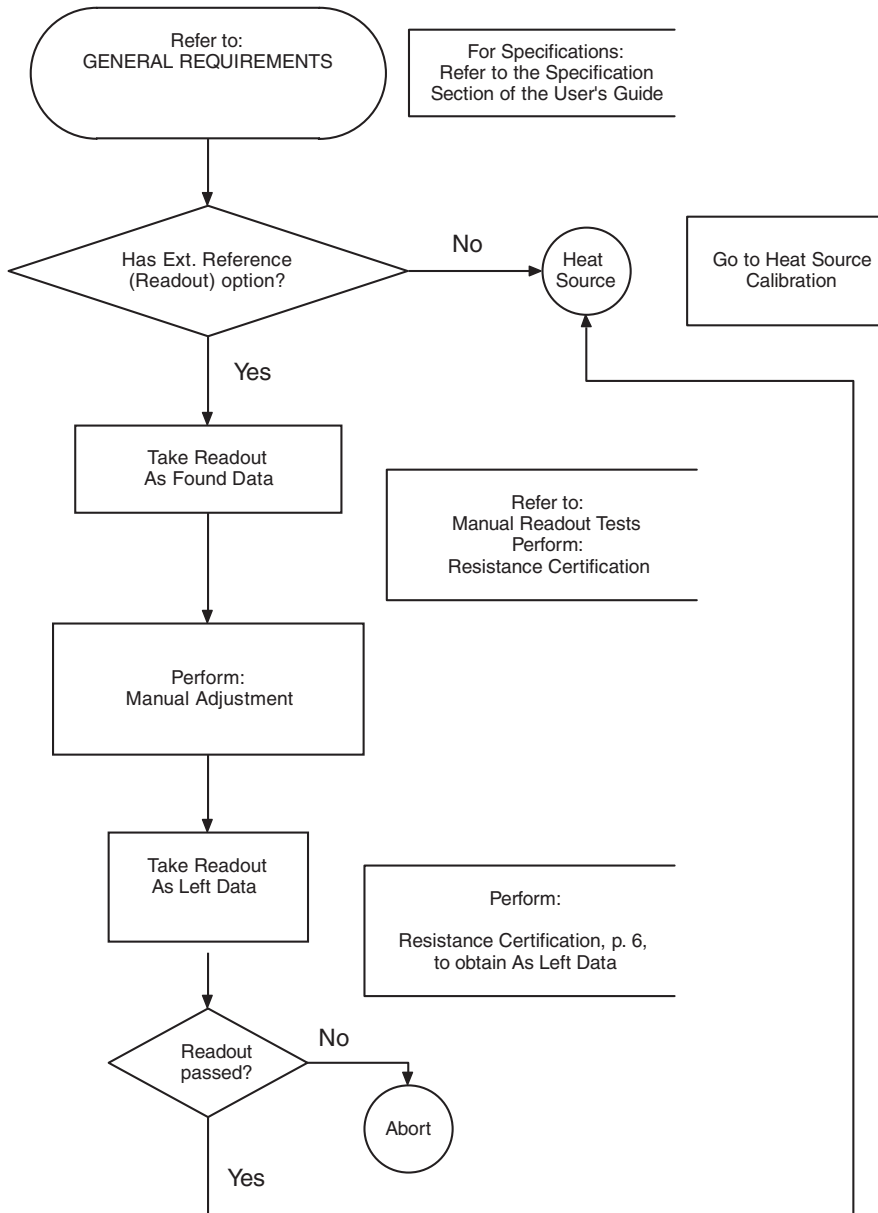 Refer to:
GENERAL REQUIREMENTS
For Specifications:
Refer to the Specification
Section of the User's Guide
Has Ext. Reference
(Readout) option?
No
Heat
Source
Go to Heat Source
Calibration
Yes
Take Readout
As Found Data
Refer to:
Manual Readout Tests
Perform:
Resistance Certification
Perform:
Manual Adjustment
Take Readout
As Left Data
Perform:
Resistance Certification, p. 6,
to obtain As Left Data
Readout
passed?
No
Abort
Yes